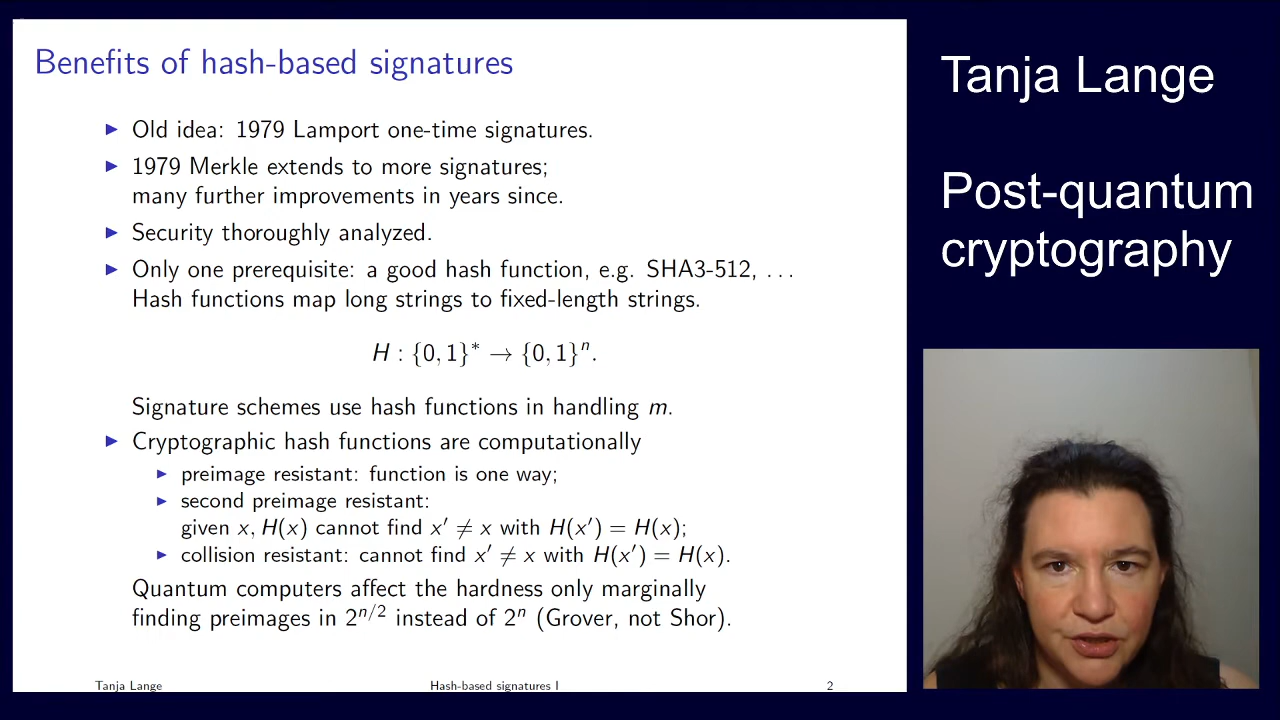 Benefits of hash-based signatures
▶ Old idea: 1979 Lamport one-time signatures.
▶ 1979 Merkle extends to more signatures;
many further improvements in years since.
▶ Security thoroughly analyzed.
▶ Only one prerequisite: a good hash function, e.g. SHA3-512, …
Hash functions map long strings to fixed-length strings.
H : {0, 1}* → {0, 1}ⁿ.
Signature schemes use hash functions in handling m.
▶ Cryptographic hash functions are computationally
▶ preimage resistant: function is one way;
▶ second preimage resistant:
given x, H(x) cannot find x′ ≠ x with H(x′) = H(x);
▶ collision resistant: cannot find x′ ≠ x with H(x′) = H(x).
Quantum computers affect the hardness only marginally
finding preimages in 2^{n/2} instead of 2ⁿ (Grover, not Shor).
Tanja Lange
Hash-based signatures I
2
Tanja Lange
Post-quantum
cryptography